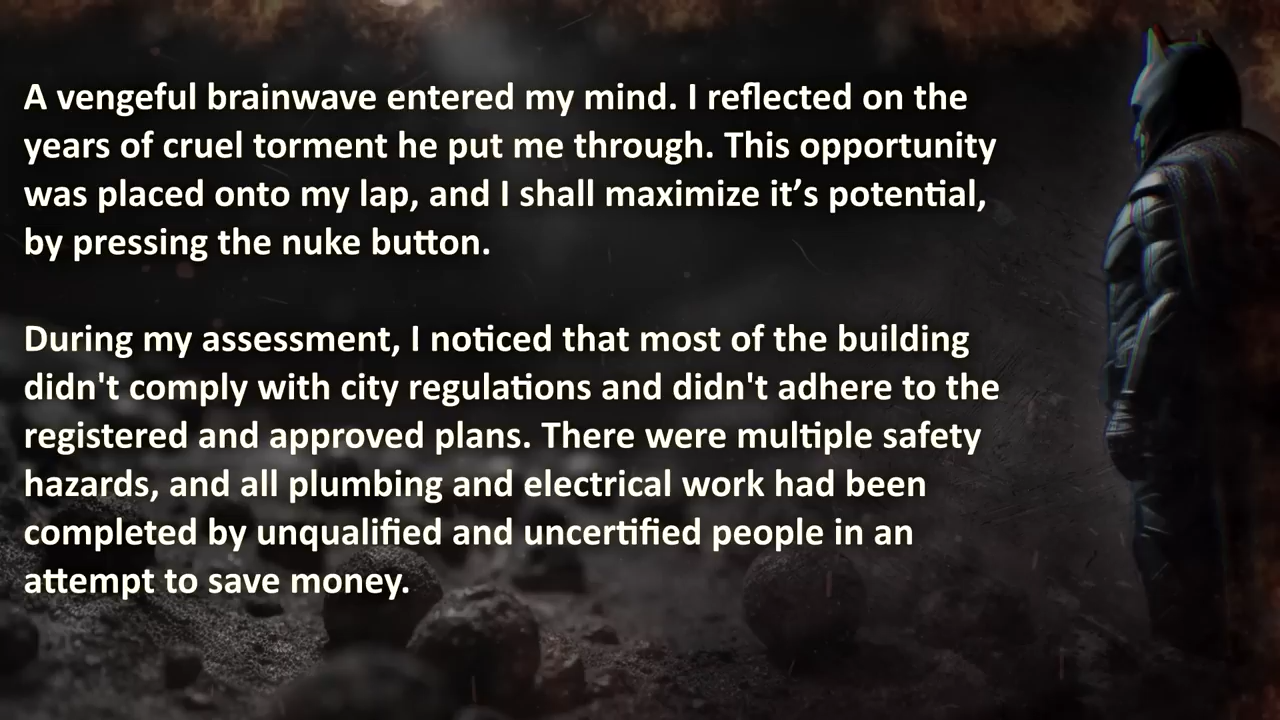 A vengeful brainwave entered my mind. I reflected on the
years of cruel torment he put me through. This opportunity
was placed onto my lap, and I shall maximize it’s potential,
by pressing the nuke button.
During my assessment, I noticed that most of the building
didn't comply with city regulations and didn't adhere to the
registered and approved plans. There were multiple safety
hazards, and all plumbing and electrical work had been
completed by unqualified and uncertified people in an
attempt to save money.